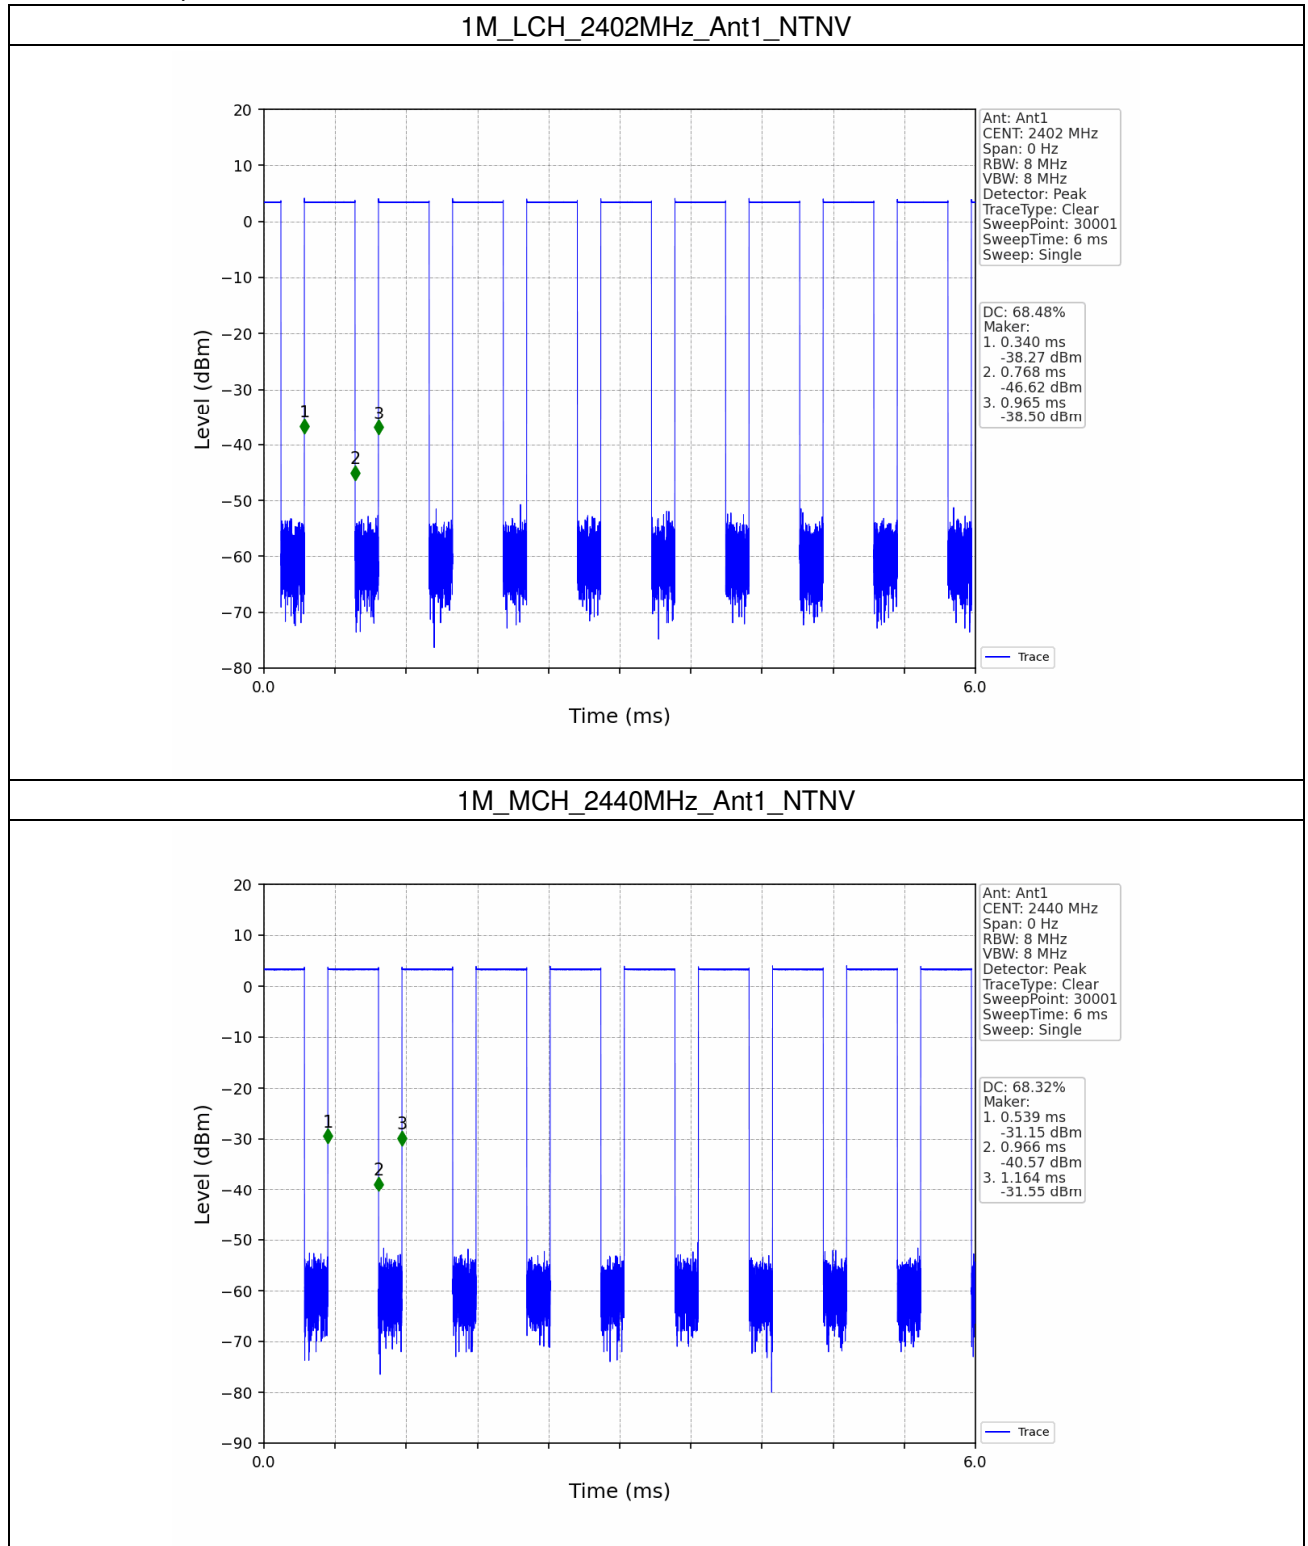 1M_LCH_2402MHz_Ant1_NTNV
20
10
0
−10
−20
−30
−40
−50
−60
−70
−80
Level (dBm)
1
2
3
0.0
6.0
Time (ms)
Ant: Ant1
CENT: 2402 MHz
Span: 0 Hz
RBW: 8 MHz
VBW: 8 MHz
Detector: Peak
TraceType: Clear
SweepPoint: 30001
SweepTime: 6 ms
Sweep: Single
DC: 68.48%
Maker:
1. 0.340 ms
-38.27 dBm
2. 0.768 ms
-46.62 dBm
3. 0.965 ms
-38.50 dBm
Trace
1M_MCH_2440MHz_Ant1_NTNV
20
10
0
−10
−20
−30
−40
−50
−60
−70
−80
−90
Level (dBm)
1
2
3
0.0
6.0
Time (ms)
Ant: Ant1
CENT: 2440 MHz
Span: 0 Hz
RBW: 8 MHz
VBW: 8 MHz
Detector: Peak
TraceType: Clear
SweepPoint: 30001
SweepTime: 6 ms
Sweep: Single
DC: 68.32%
Maker:
1. 0.539 ms
-31.15 dBm
2. 0.966 ms
-40.57 dBm
3. 1.164 ms
-31.55 dBm
Trace